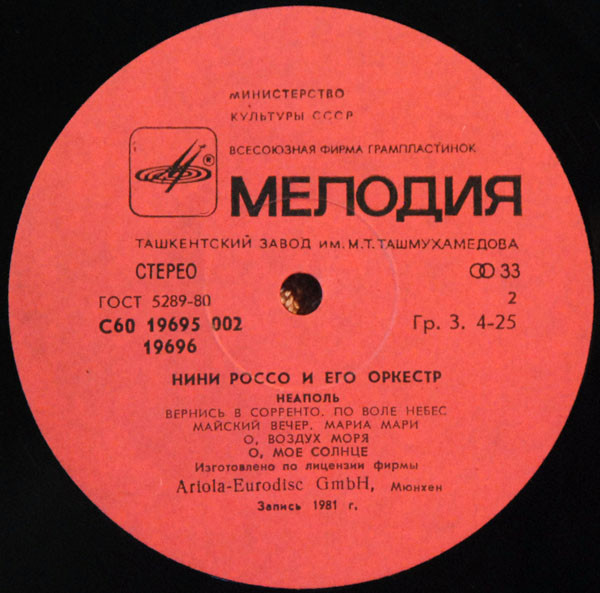 МИНИСТЕРСТВО
КУЛЬТУРЫ СССР
ВСЕСОЮЗНАЯ ФИРМА ГРАМПЛАСТИНОК
®
МЕЛОДИЯ
ТАШКЕНТСКИЙ ЗАВОД ИМ. М. Т. ТАШМУХАМЕДОВА
СТЕРЕО 33
ГОСТ 5289-80 2
С60 19695 002 Гр. 3. 4-25
19696
НИНИ РОССО И ЕГО ОРКЕСТР
НЕАПОЛЬ
ВЕРНИСЬ В СОРРЕНТО. ПО ВОЛЕ НЕБЕС
МАЙСКИЙ ВЕЧЕР. МАРИА МАРИ
О, ВОЗДУХ МОРЯ
О, МОЕ СОЛНЦЕ
Изготовлено по лицензии фирмы
Ariola-Eurodisc GmbH, Мюнхен
Запись 1981 г.